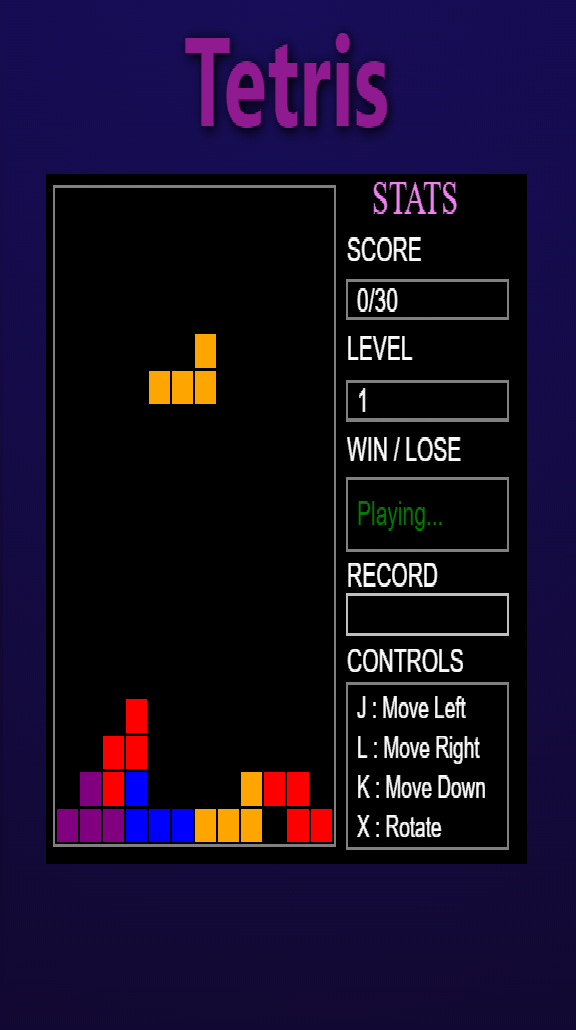 Tetris
STATS
SCORE
0/30
LEVEL
1
WIN / LOSE
Playing...
RECORD
CONTROLS
J : Move Left
L : Move Right
K : Move Down
X : Rotate